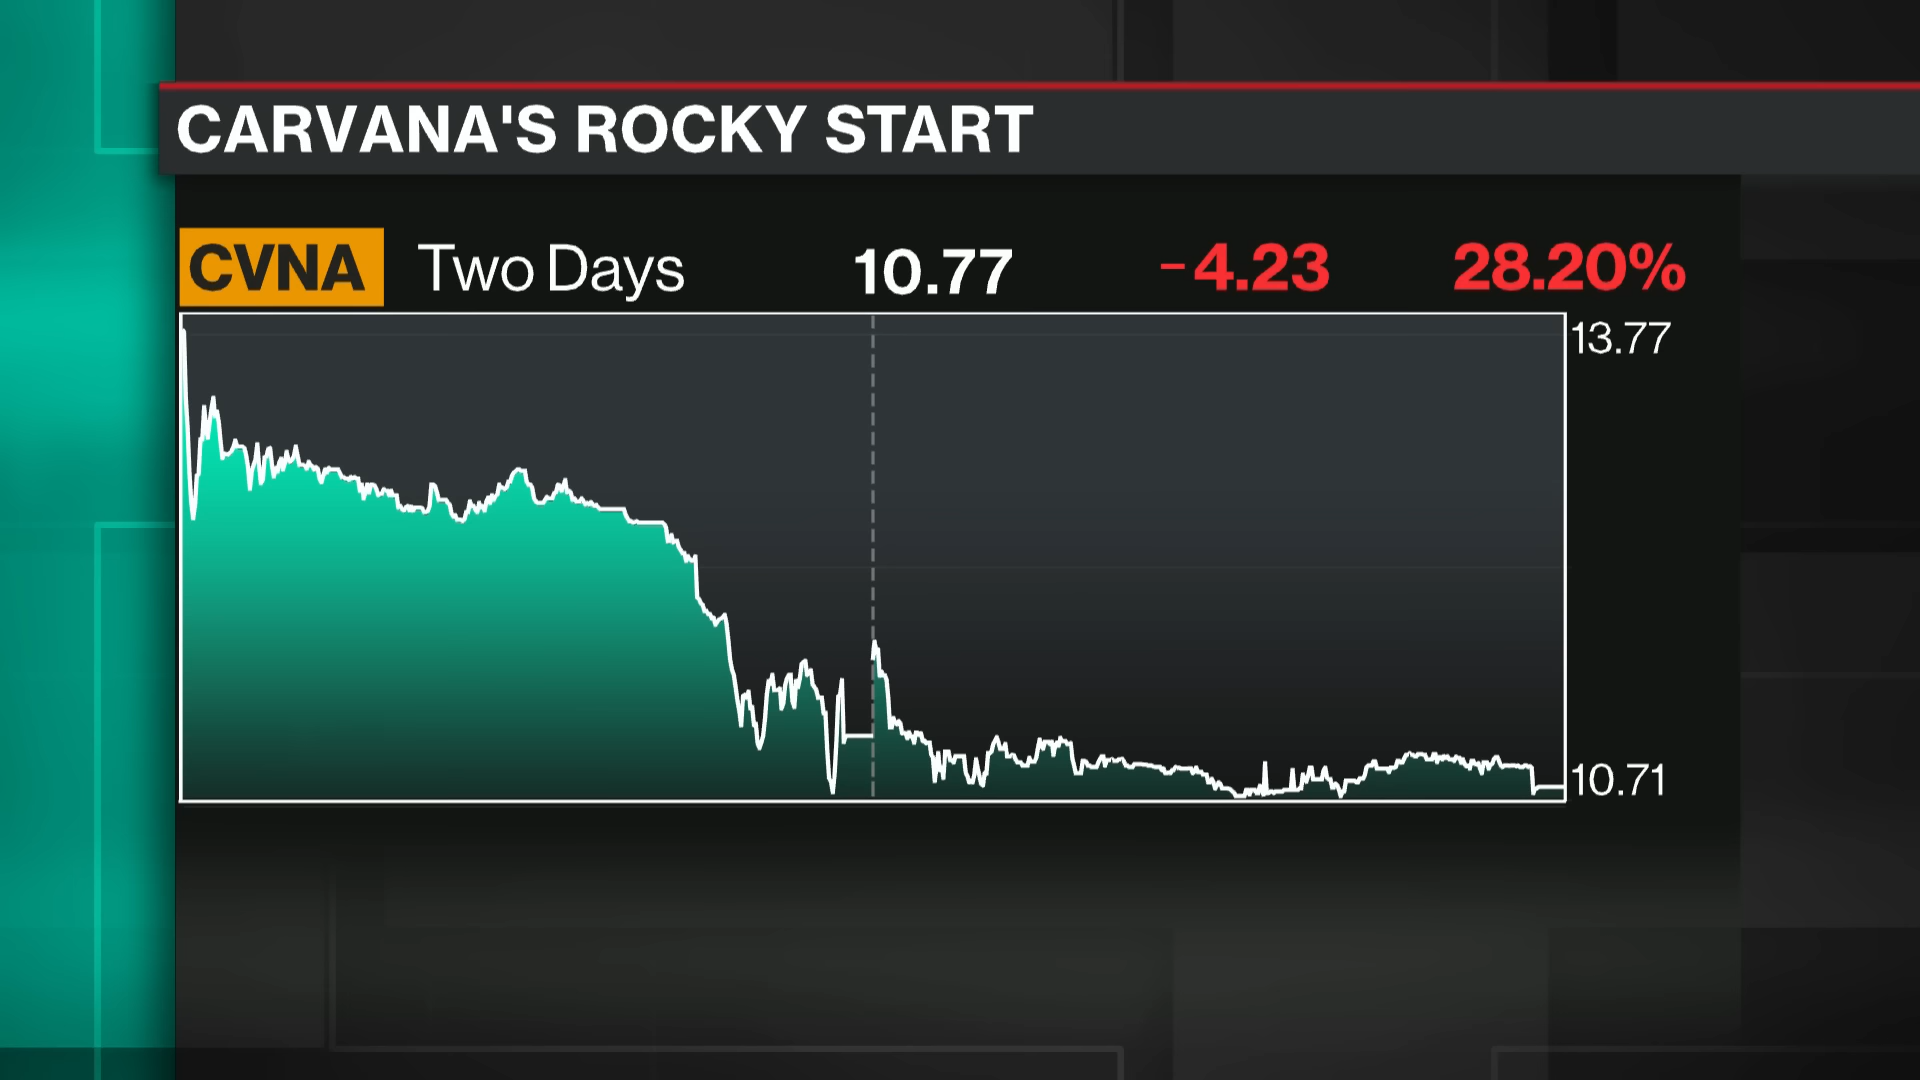 CARVANA'S ROCKY START
CVNA Two Days 10.77 -4.23 28.20%
13.77
10.71